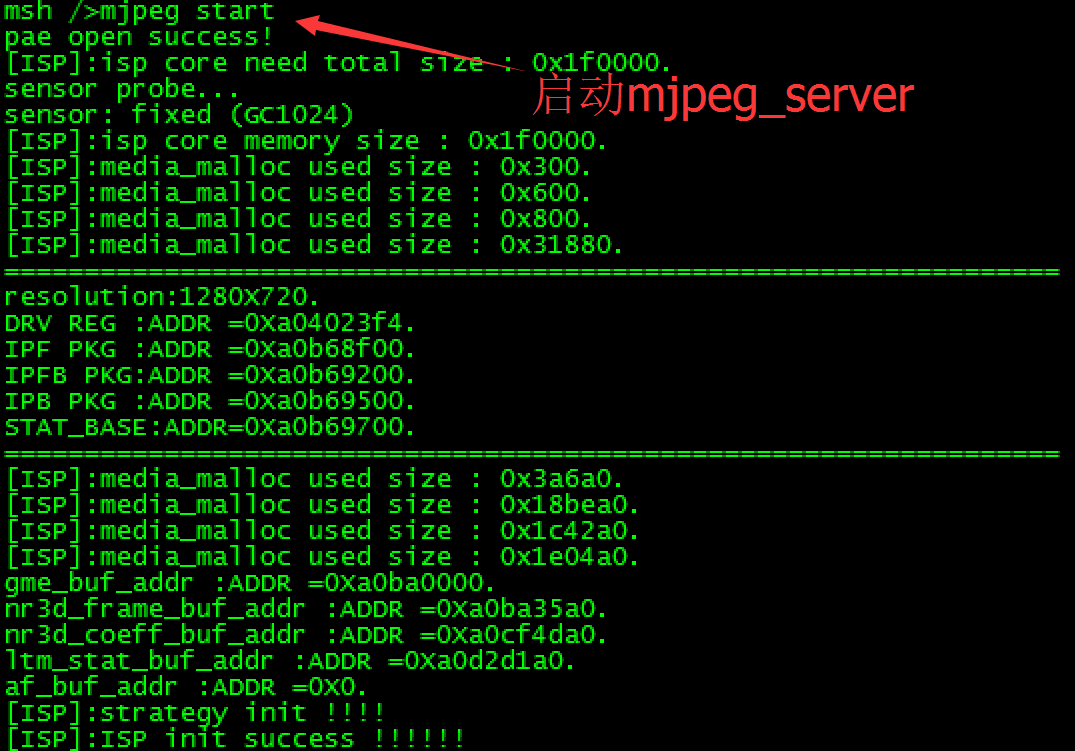 msh />mjpeg start
pae open success!
[ISP]:isp core need total size : 0x1f0000.
启动mjpeg_server
sensor probe...
sensor: fixed (GC1024)
[ISP]:isp core memory size : 0x1f0000.
[ISP]:media_malloc used size : 0x300.
[ISP]:media_malloc used size : 0x600.
[ISP]:media_malloc used size : 0x800.
[ISP]:media_malloc used size : 0x31880.
==================================================================
resolution:1280X720.
DRV REG :ADDR =0Xa04023f4.
IPF PKG :ADDR =0Xa0b68f00.
IPFB PKG:ADDR =0Xa0b69200.
IPB PKG :ADDR =0Xa0b69500.
STAT_BASE:ADDR=0Xa0b69700.
==================================================================
[ISP]:media_malloc used size : 0x3a6a0.
[ISP]:media_malloc used size : 0x18bea0.
[ISP]:media_malloc used size : 0x1c42a0.
[ISP]:media_malloc used size : 0x1e04a0.
gme_buf_addr :ADDR =0Xa0ba0000.
nr3d_frame_buf_addr :ADDR =0Xa0ba35a0.
nr3d_coeff_buf_addr :ADDR =0Xa0cf4da0.
ltm_stat_buf_addr :ADDR =0Xa0d2d1a0.
af_buf_addr :ADDR =0X0.
[ISP]:strategy init !!!!
[ISP]:ISP init success !!!!!!